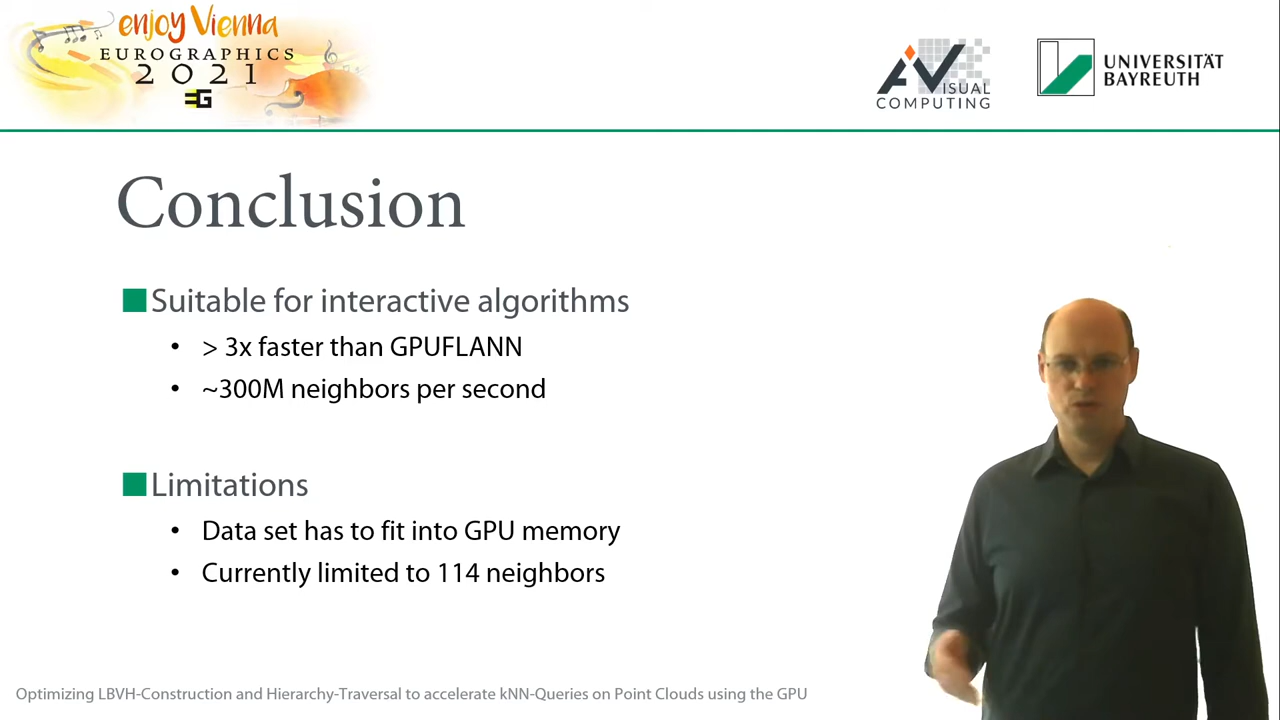 enjoy Vienna
EUROGRAPHICS
2021
EG
VISUAL
COMPUTING
UNIVERSITÄT
BAYREUTH
Conclusion
Suitable for interactive algorithms
• > 3x faster than GPUFLANN
• ~300M neighbors per second
Limitations
• Data set has to fit into GPU memory
• Currently limited to 114 neighbors
Optimizing LBVH-Construction and Hierarchy-Traversal to accelerate kNN-Queries on Point Clouds using the GPU